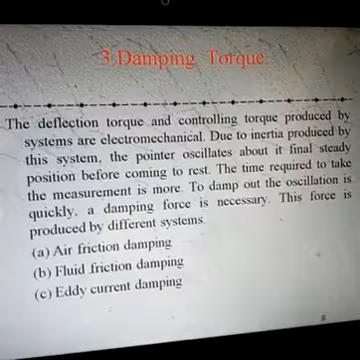 3.Damping Torque
The deflection torque and controlling torque produced by
systems are electromechanical. Due to inertia produced by
this system, the pointer oscillates about it final steady
position before coming to rest. The time required to take
the measurement is more. To damp out the oscillation is
quickly, a damping force is necessary. This force is
produced by different systems.
(a) Air friction damping
(b) Fluid friction damping
(c) Eddy current damping